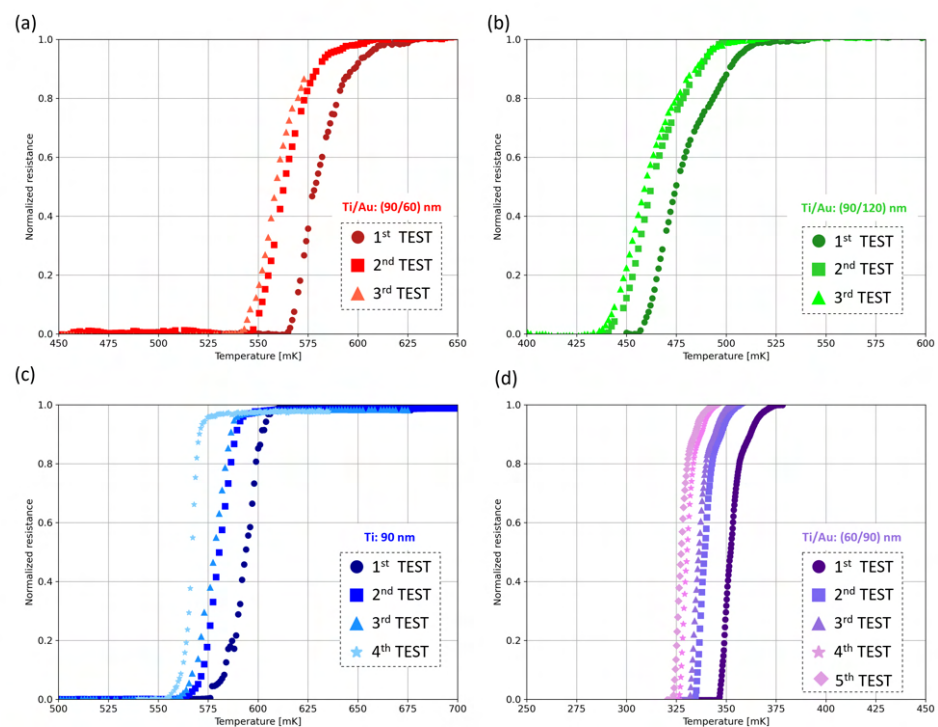 (a)
1.0
0.8
0.6
0.4
0.2
0.0
Normalized resistance
Ti/Au: (90/60) nm
1st TEST
2nd TEST
3rd TEST
450 475 500 525 550 575 600 625 650
Temperature [mK]
(b)
1.0
0.8
0.6
0.4
0.2
0.0
Normalized resistance
Ti/Au: (90/120) nm
1st TEST
2nd TEST
3rd TEST
400 425 450 475 500 525 550 575 600
Temperature [mK]
(c)
1.0
0.8
0.6
0.4
0.2
0.0
Normalized resistance
Ti: 90 nm
1st TEST
2nd TEST
3rd TEST
4th TEST
500 525 550 575 600 625 650 675 700
Temperature [mK]
(d)
1.0
0.8
0.6
0.4
0.2
0.0
Normalized resistance
Ti/Au: (60/90) nm
1st TEST
2nd TEST
3rd TEST
4th TEST
5th TEST
250 275 300 325 350 375 400 425 450
Temperature [mK]